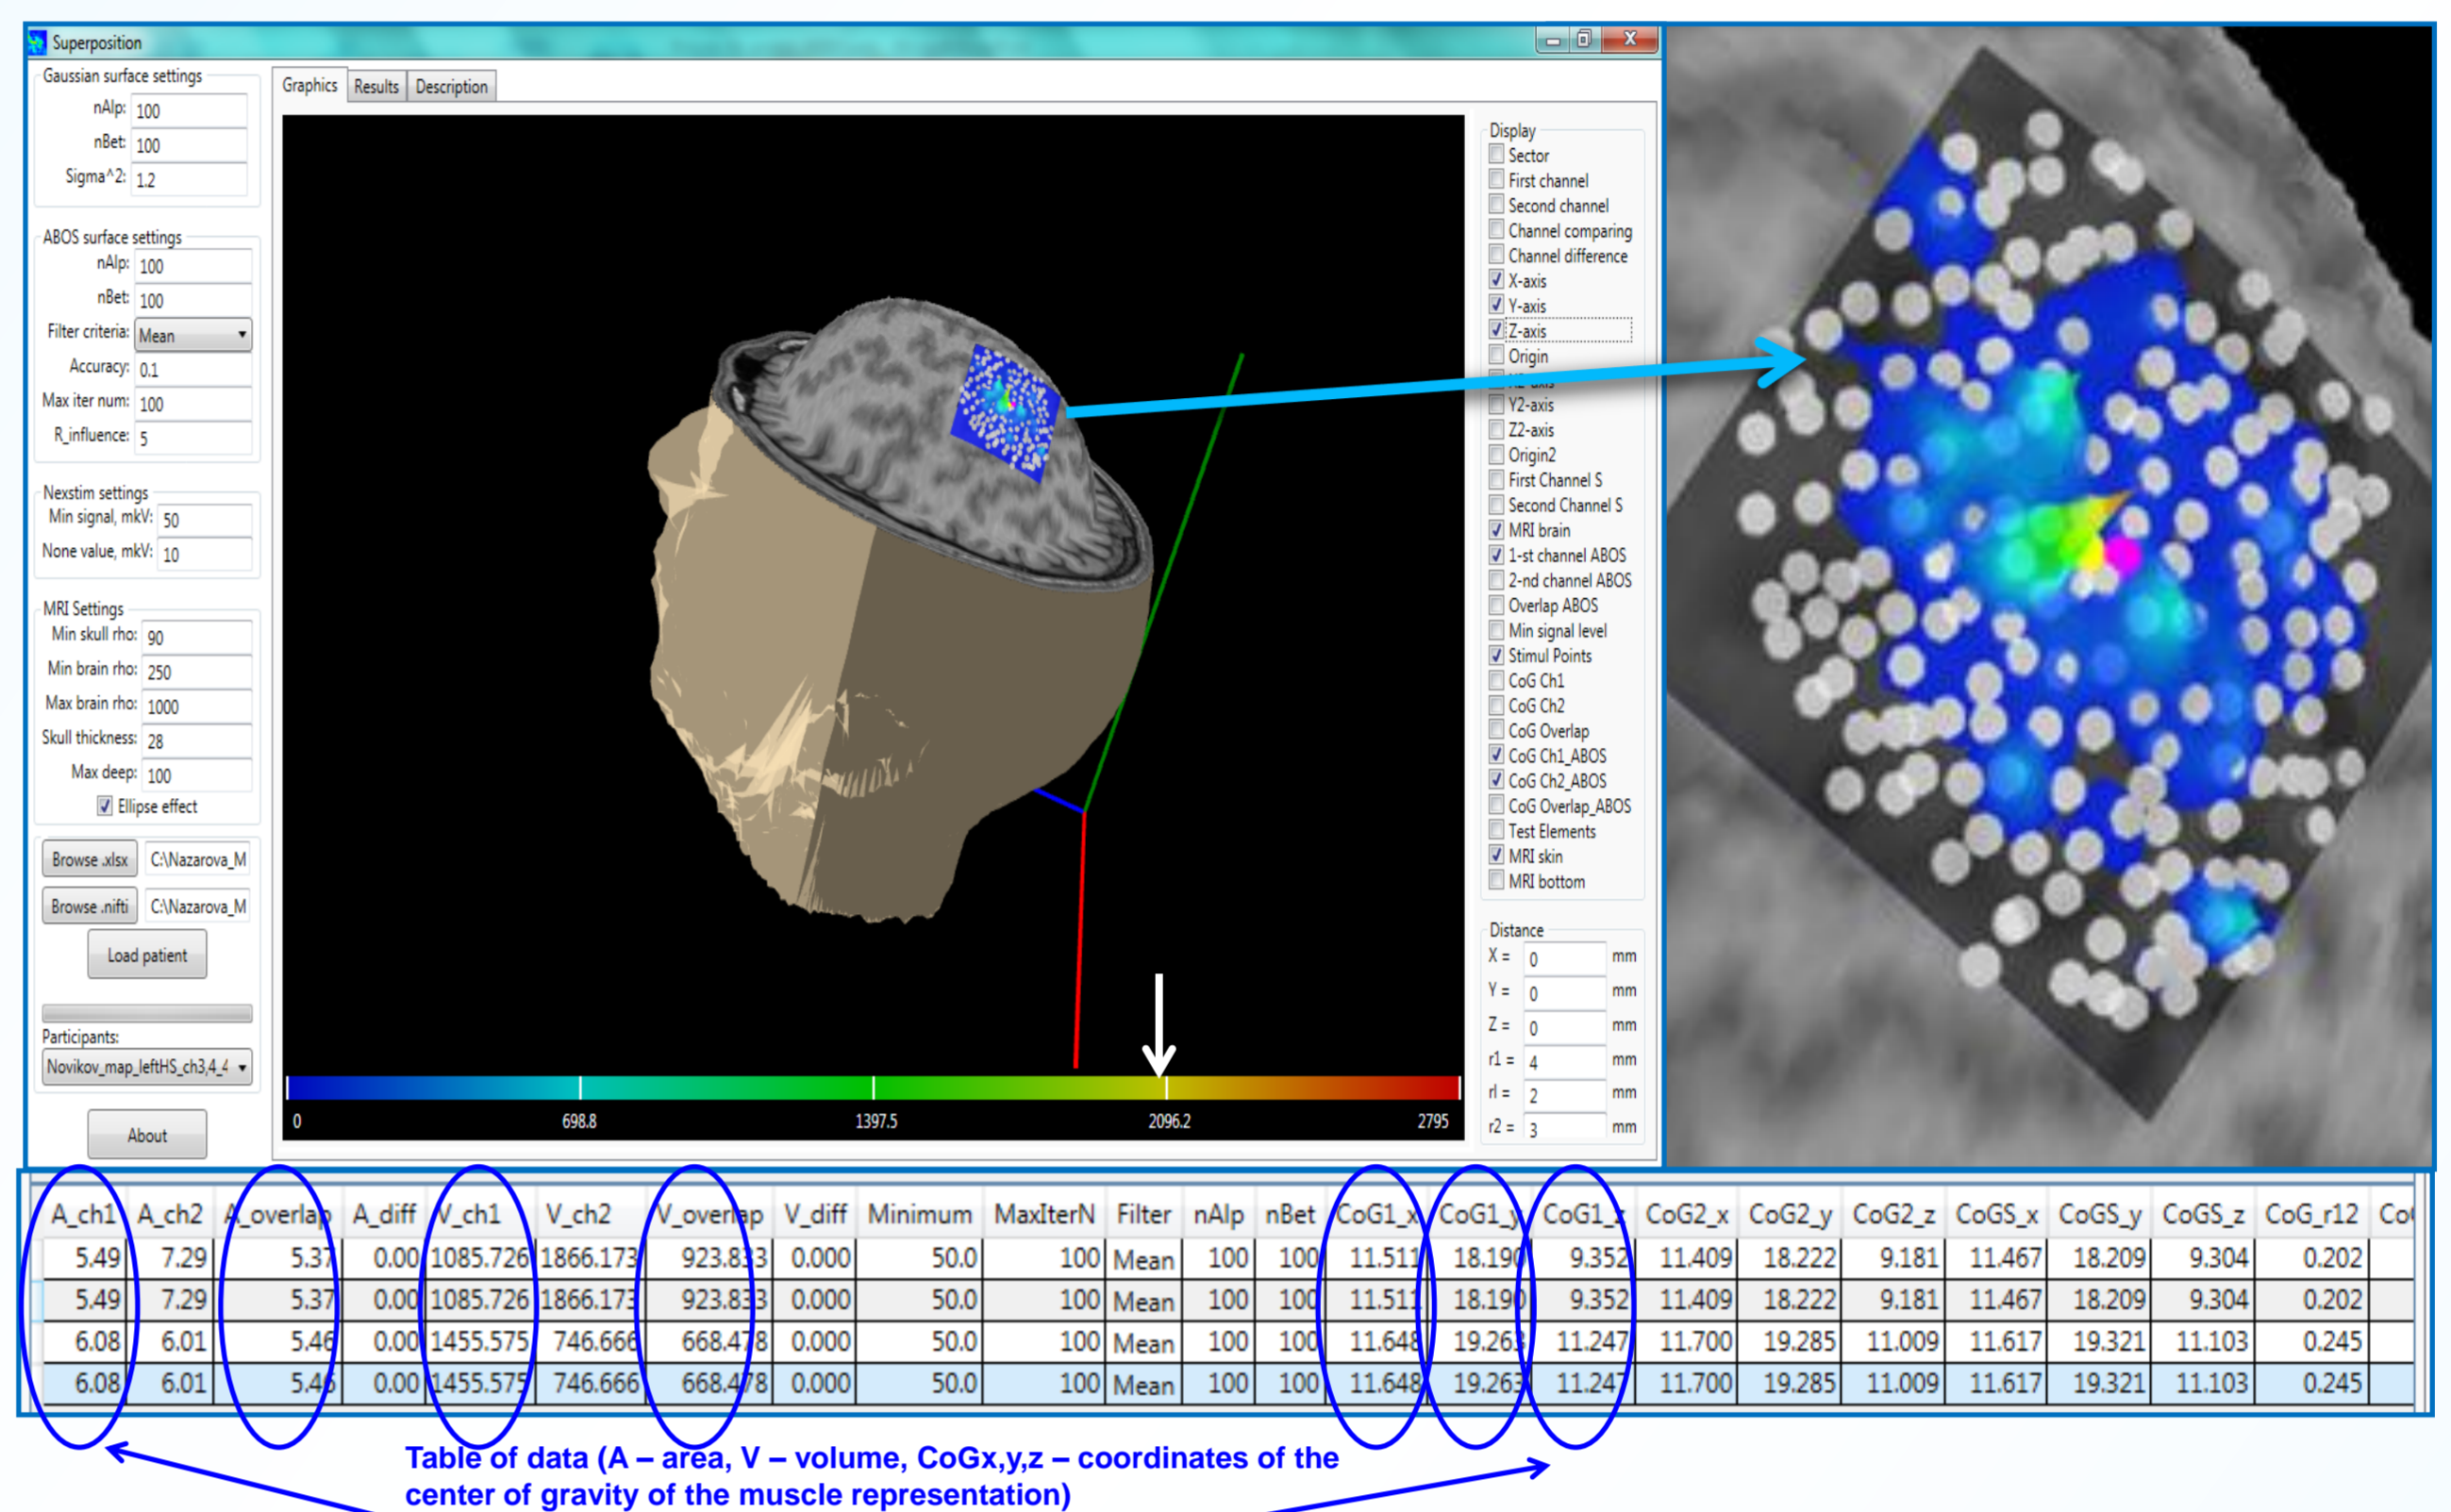 Superposition
Gaussian surface settings
nAlp: 100
nBet: 100
Sigma^2: 1.2
ABOS surface settings
nAlp: 100
nBet: 100
Filter criteria: Mean
Accuracy: 0.1
Max iter num: 100
R_influence: 5
Nexstim settings
Min signal, mkV: 50
None value, mkV: 10
MRI Settings
Min skull rho: 90
Min brain rho: 250
Max brain rho: 1000
Skull thickness: 28
Max deep: 100
Ellipse effect
Browse .xlsx C:\Nazarova_M
Browse .nifti C:\Nazarova_M
Load patient
Participants:
Novikov_map_leftHS_ch3,4_4
About
Graphics Results Description
0 698.8 1397.5 2096.2 2795
Display
Sector
First channel
Second channel
Channel comparing
Channel difference
X-axis
Y-axis
Z-axis
Origin
Y2-axis
Z2-axis
Origin2
First Channel S
Second Channel S
MRI brain
1-st channel ABOS
2-nd channel ABOS
Overlap ABOS
Min signal level
Stimul Points
CoG Ch1
CoG Ch2
CoG Overlap
CoG Ch1_ABOS
CoG Ch2_ABOS
CoG Overlap_ABOS
Test Elements
MRI skin
MRI bottom
Distance
X = 0 mm
Y = 0 mm
Z = 0 mm
r1 = 4 mm
rl = 2 mm
r2 = 3 mm
A_ch1 A_ch2 A_overlap A_diff V_ch1 V_ch2 V_overlap V_diff Minimum MaxIterN Filter nAlp nBet CoG1_x CoG1_y CoG1_z CoG2_x CoG2_y CoG2_z CoGS_x CoGS_y CoGS_z CoG_r12
5.49 7.29 5.37 0.00 1085.726 1866.173 923.833 0.000 50.0 100 Mean 100 100 11.511 18.190 9.352 11.409 18.222 9.181 11.467 18.209 9.304 0.202
5.49 7.29 5.37 0.00 1085.726 1866.173 923.833 0.000 50.0 100 Mean 100 100 11.511 18.190 9.352 11.409 18.222 9.181 11.467 18.209 9.304 0.202
6.08 6.01 5.46 0.00 1455.575 746.666 668.478 0.000 50.0 100 Mean 100 100 11.648 19.263 11.247 11.700 19.285 11.009 11.617 19.321 11.103 0.245
6.08 6.01 5.46 0.00 1455.575 746.666 668.478 0.000 50.0 100 Mean 100 100 11.648 19.263 11.247 11.700 19.285 11.009 11.617 19.321 11.103 0.245
Table of data (A – area, V – volume, CoGx,y,z – coordinates of the
center of gravity of the muscle representation)